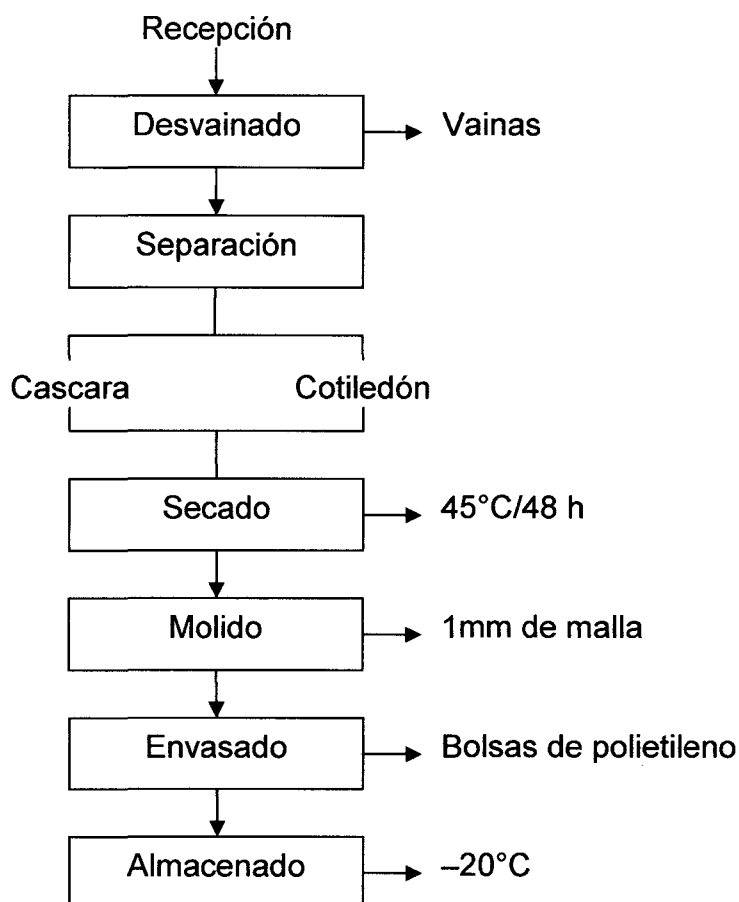 Recepción
Desvainado
Vainas
Separación
Cascara
Cotiledón
Secado
45°C/48 h
Molido
1mm de malla
Envasado
Bolsas de polietileno
Almacenado
–20°C